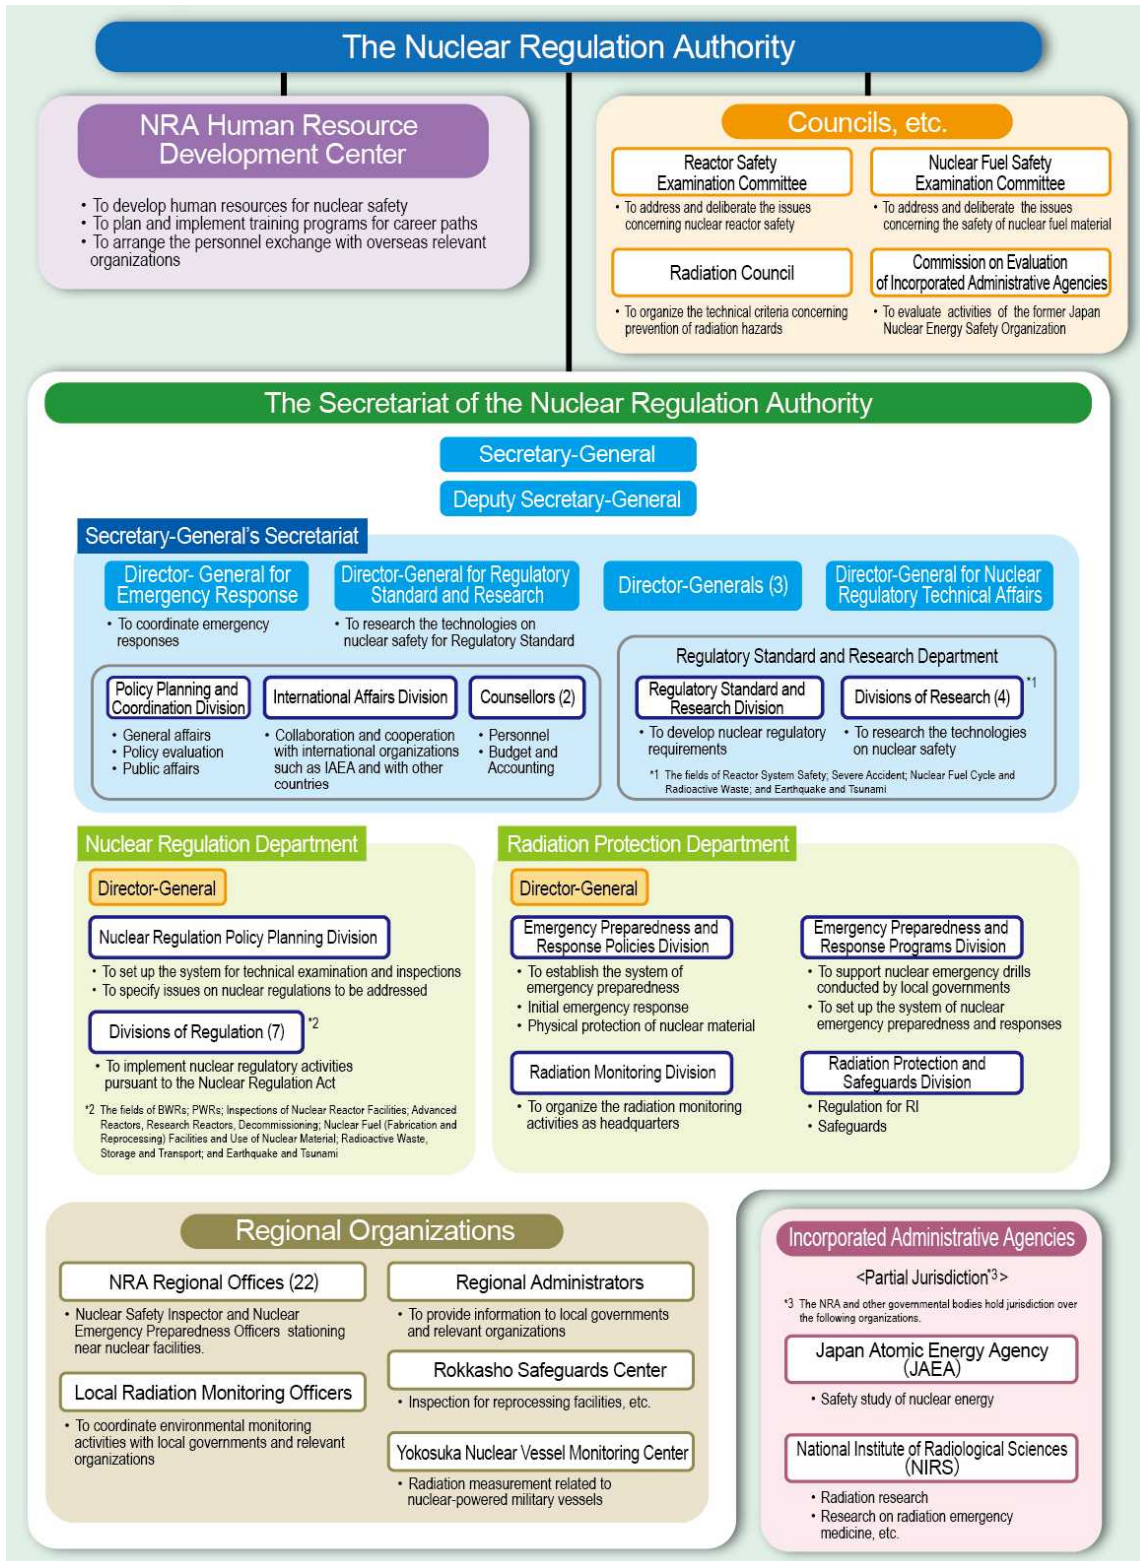 The Nuclear Regulation Authority
NRA Human Resource
Development Center
• To develop human resources for nuclear safety
• To plan and implement training programs for career paths
• To arrange the personnel exchange with overseas relevant
organizations
Councils, etc.
Reactor Safety
Examination Committee
• To address and deliberate the issues
concerning nuclear reactor safety
Nuclear Fuel Safety
Examination Committee
• To address and deliberate the issues
concerning the safety of nuclear fuel material
Radiation Council
• To organize the technical criteria concerning
prevention of radiation hazards
Commission on Evaluation
of Incorporated Administrative Agencies
• To evaluate activities of the former Japan
Nuclear Energy Safety Organization
The Secretariat of the Nuclear Regulation Authority
Secretary-General
Deputy Secretary-General
Secretary-General's Secretariat
Director- General for
Emergency Response
• To coordinate emergency
responses
Director-General for Regulatory
Standard and Research
• To research the technologies on
nuclear safety for Regulatory Standard
Director-Generals (3)
Director-General for Nuclear
Regulatory Technical Affairs
Policy Planning and
Coordination Division
• General affairs
• Policy evaluation
• Public affairs
International Affairs Division
• Collaboration and cooperation
with international organizations
such as IAEA and with other
countries
Counsellors (2)
• Personnel
• Budget and
Accounting
Regulatory Standard and Research Department
Regulatory Standard and
Research Division
• To develop nuclear regulatory
requirements
Divisions of Research (4) *1
• To research the technologies
on nuclear safety
*1 The fields of Reactor System Safety; Severe Accident; Nuclear Fuel Cycle and
Radioactive Waste; and Earthquake and Tsunami
Nuclear Regulation Department
Director-General
Nuclear Regulation Policy Planning Division
• To set up the system for technical examination and inspections
• To specify issues on nuclear regulations to be addressed
Divisions of Regulation (7) *2
• To implement nuclear regulatory activities
pursuant to the Nuclear Regulation Act
*2 The fields of BWRs; PWRs; Inspections of Nuclear Reactor Facilities; Advanced
Reactors, Research Reactors, Decommissioning; Nuclear Fuel (Fabrication and
Reprocessing) Facilities and Use of Nuclear Material; Radioactive Waste,
Storage and Transport; and Earthquake and Tsunami
Radiation Protection Department
Director-General
Emergency Preparedness and
Response Policies Division
• To establish the system of
emergency preparedness
• Initial emergency response
• Physical protection of nuclear material
Emergency Preparedness and
Response Programs Division
• To support nuclear emergency drills
conducted by local governments
• To set up the system of nuclear
emergency preparedness and responses
Radiation Monitoring Division
• To organize the radiation monitoring
activities as headquarters
Radiation Protection and
Safeguards Division
• Regulation for RI
• Safeguards
Regional Organizations
NRA Regional Offices (22)
• Nuclear Safety Inspector and Nuclear
Emergency Preparedness Officers stationing
near nuclear facilities.
Local Radiation Monitoring Officers
• To coordinate environmental monitoring
activities with local governments and relevant
organizations
Regional Administrators
• To provide information to local governments
and relevant organizations
Rokkasho Safeguards Center
• Inspection for reprocessing facilities, etc.
Yokosuka Nuclear Vessel Monitoring Center
• Radiation measurement related to
nuclear-powered military vessels
Incorporated Administrative Agencies
<Partial Jurisdiction*3>
*3 The NRA and other governmental bodies hold jurisdiction over
the following organizations.
Japan Atomic Energy Agency
(JAEA)
• Safety study of nuclear energy
National Institute of Radiological Sciences
(NIRS)
• Radiation research
• Research on radiation emergency
medicine, etc.